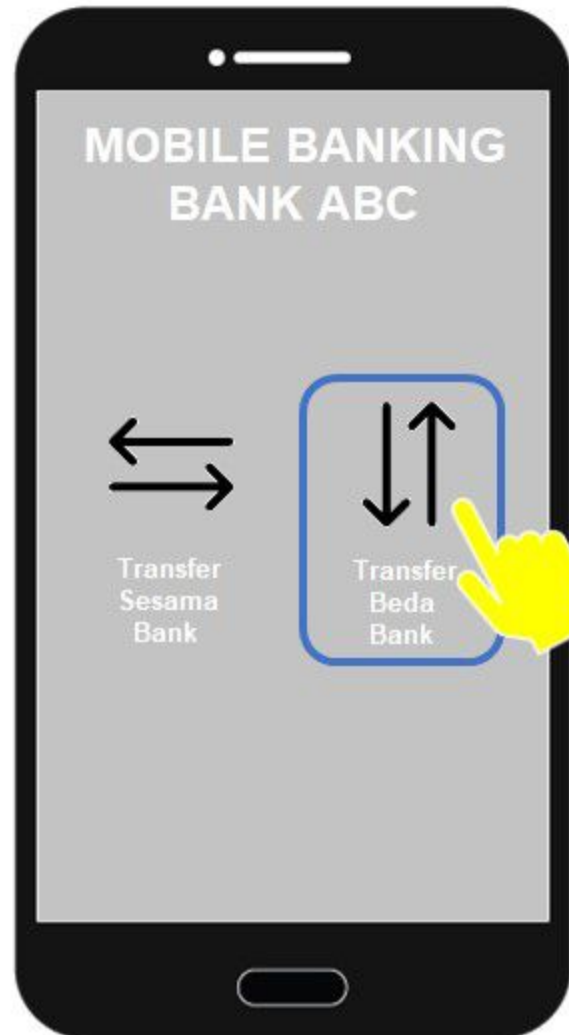 MOBILE BANKING
BANK ABC
Transfer
Sesama
Bank
Transfer
Beda
Bank